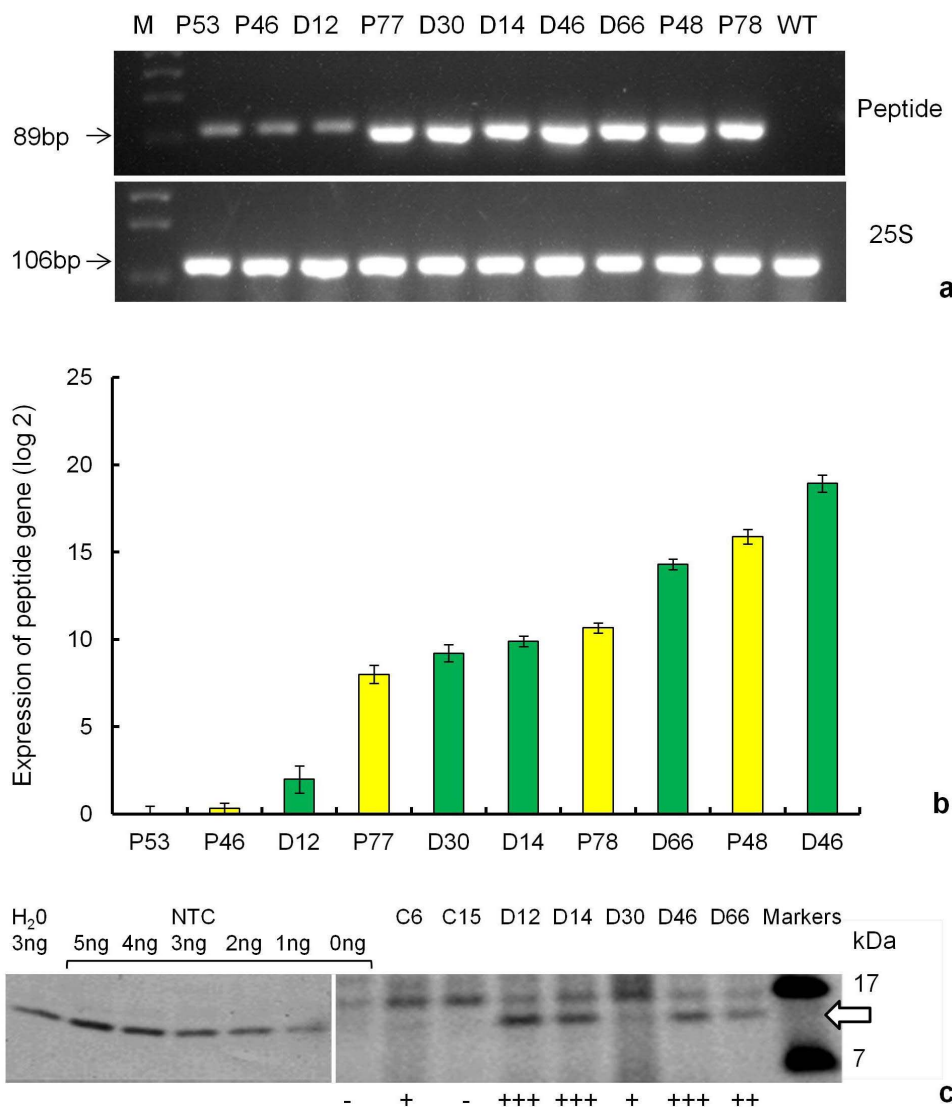 M P53 P46 D12 P77 D30 D14 D46 D66 P48 P78 WT
Peptide
89bp
25S
106bp
a
Expression of peptide gene (log 2)
25
20
15
10
5
0
P53 P46 D12 P77 D30 D14 P78 D66 P48 D46
b
H20 NTC C6 C15 D12 D14 D30 D46 D66 Markers
3ng 5ng 4ng 3ng 2ng 1ng 0ng
kDa
17
7
- + - +++ +++ + +++ ++
c